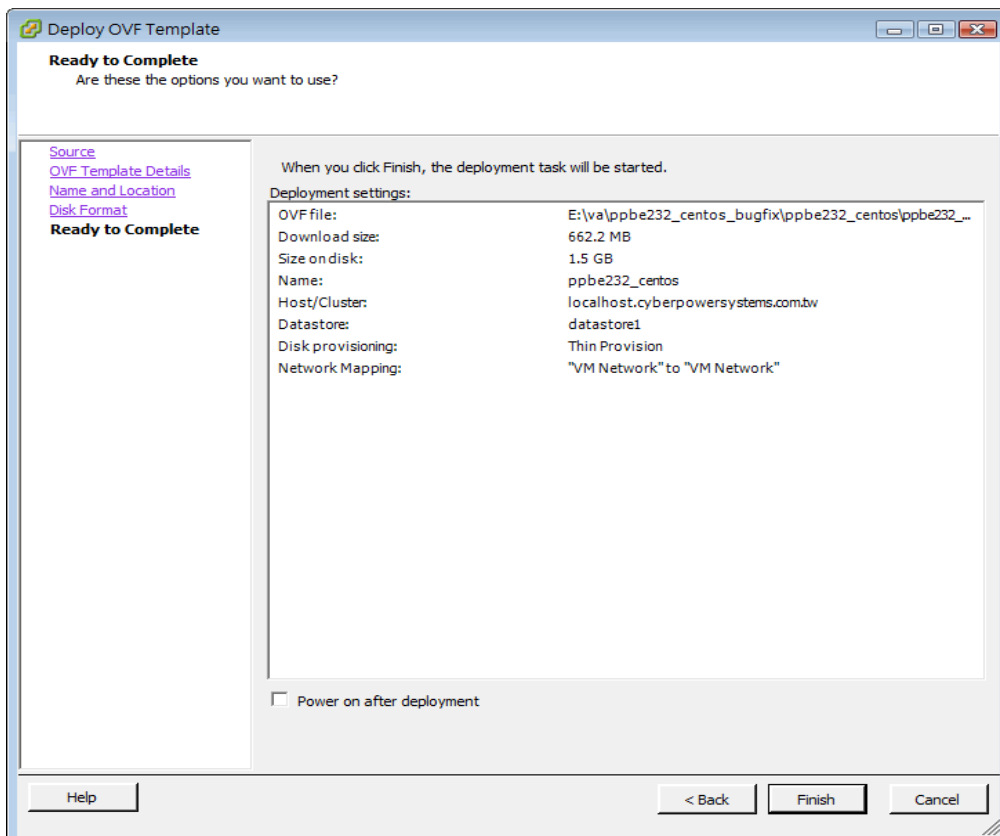 Deploy OVF Template
Ready to Complete
Are these the options you want to use?
Source
OVF Template Details
Name and Location
Disk Format
Ready to Complete
When you click Finish, the deployment task will be started.
Deployment settings:
OVF file: E:\va\ppbe232_centos_bugfix\ppbe232_centos\ppbe232_...
Download size: 662.2 MB
Size on disk: 1.5 GB
Name: ppbe232_centos
Host/Cluster: localhost.cyberpowersystems.com.tw
Datastore: datastore1
Disk provisioning: Thin Provision
Network Mapping: "VM Network" to "VM Network"
Power on after deployment
Help < Back Finish Cancel